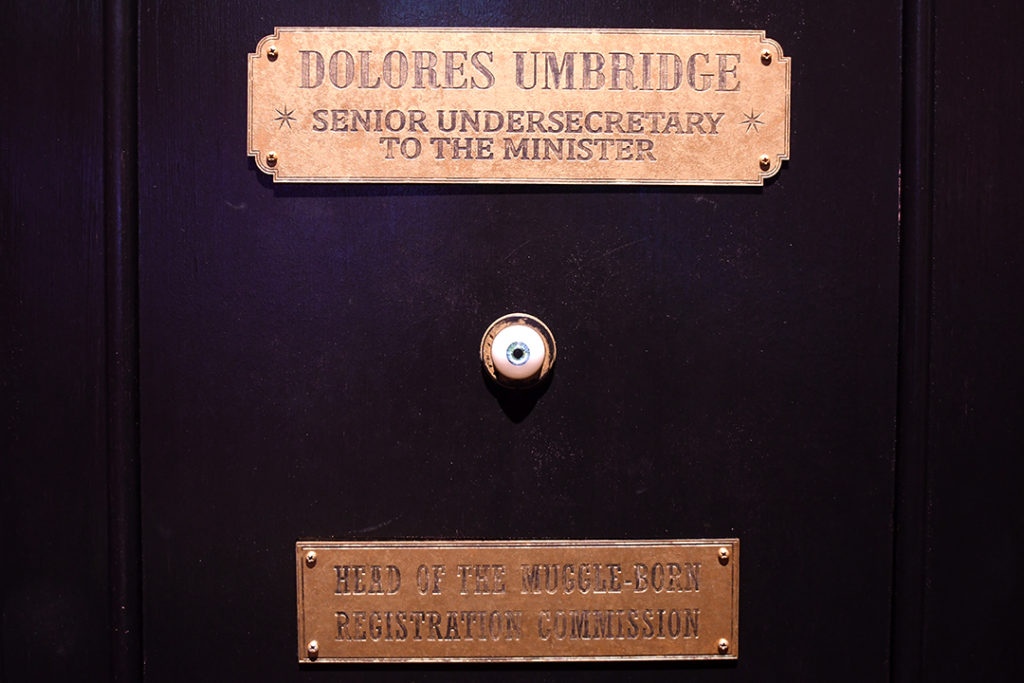 DOLORES UMBRIDGE
SENIOR UNDERSECRETARY
TO THE MINISTER
HEAD OF THE MUGGLE-BORN
REGISTRATION COMMISSION